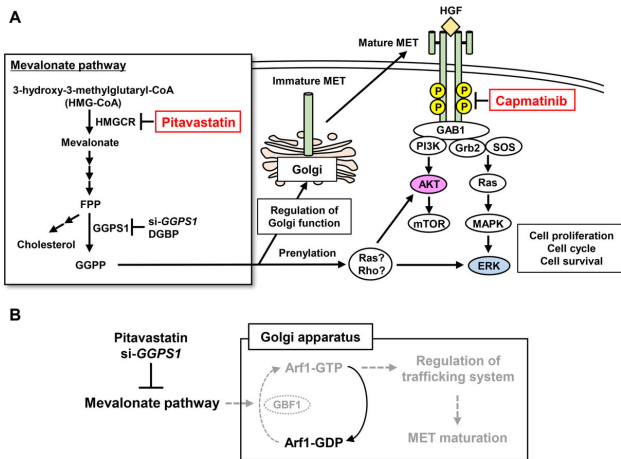 A
HGF
Mature MET
Mevalonate pathway
3-hydroxy-3-methylglutaryl-CoA
(HMG-CoA)
HMGCR
Pitavastatin
Mevalonate
FPP
GGPS1
si-GGPS1
DGBP
Cholesterol
GGPP
Immature MET
Golgi
Regulation of
Golgi function
Prenylation
Ras?
Rho?
P P
P P
Capmatinib
GAB1
PI3K
Grb2
SOS
AKT
Ras
mTOR
MAPK
ERK
Cell proliferation
Cell cycle
Cell survival
B
Golgi apparatus
Pitavastatin
si-GGPS1
Mevalonate pathway
Arf1-GTP
GBF1
Arf1-GDP
Regulation of
trafficking system
MET maturation